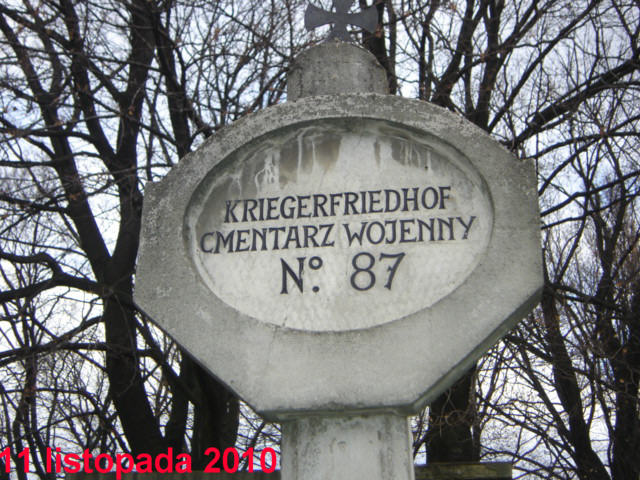 KRIEGERFRIEDHOF
CMENTARZ WOJENNY
Nº. 87
11 listopada 2010